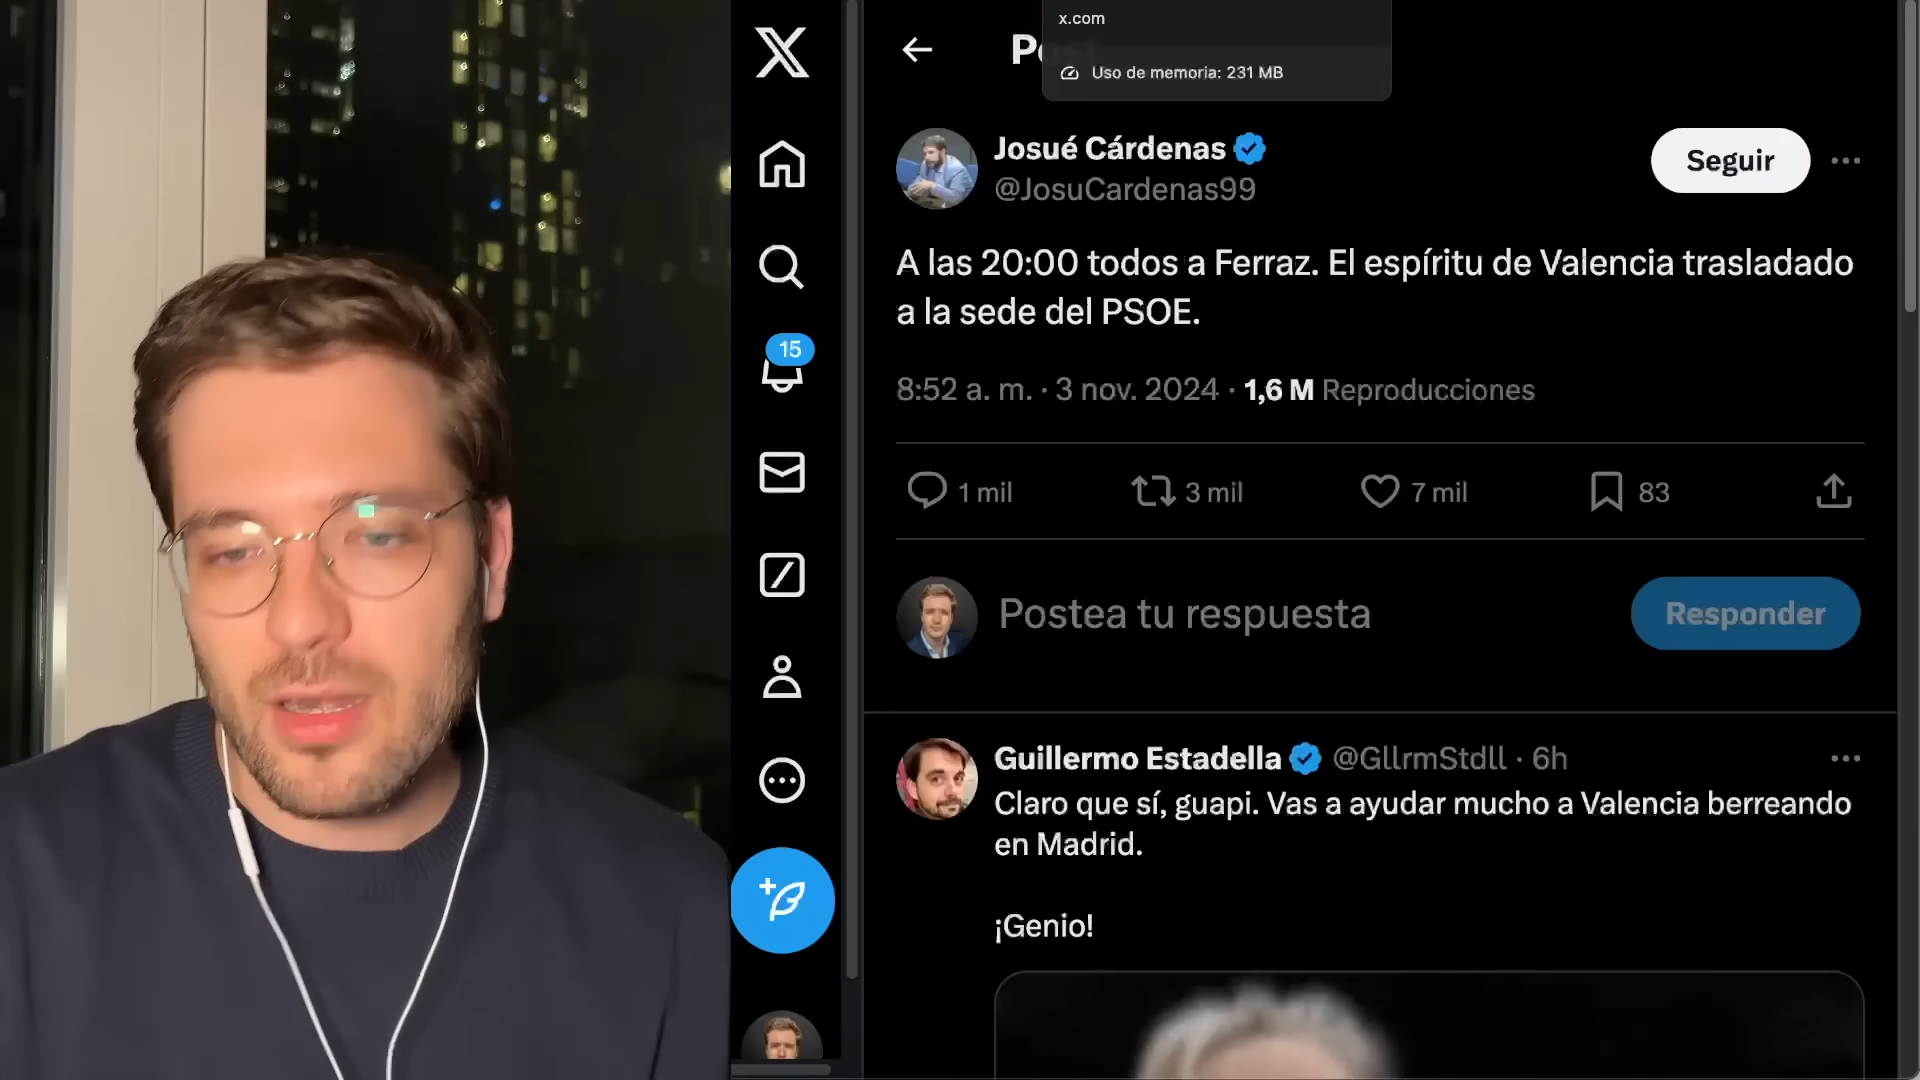 x.com
Uso de memoria: 231 MB
Josué Cárdenas
@JosuCardenas99
Seguir
A las 20:00 todos a Ferraz. El espíritu de Valencia trasladado
a la sede del PSOE.
8:52 a. m. · 3 nov. 2024 · 1,6 M Reproducciones
15
1 mil
3 mil
7 mil
83
Postea tu respuesta
Responder
Guillermo Estadella @GllrmStdll · 6h
Claro que sí, guapi. Vas a ayudar mucho a Valencia berreando
en Madrid.
¡Genio!